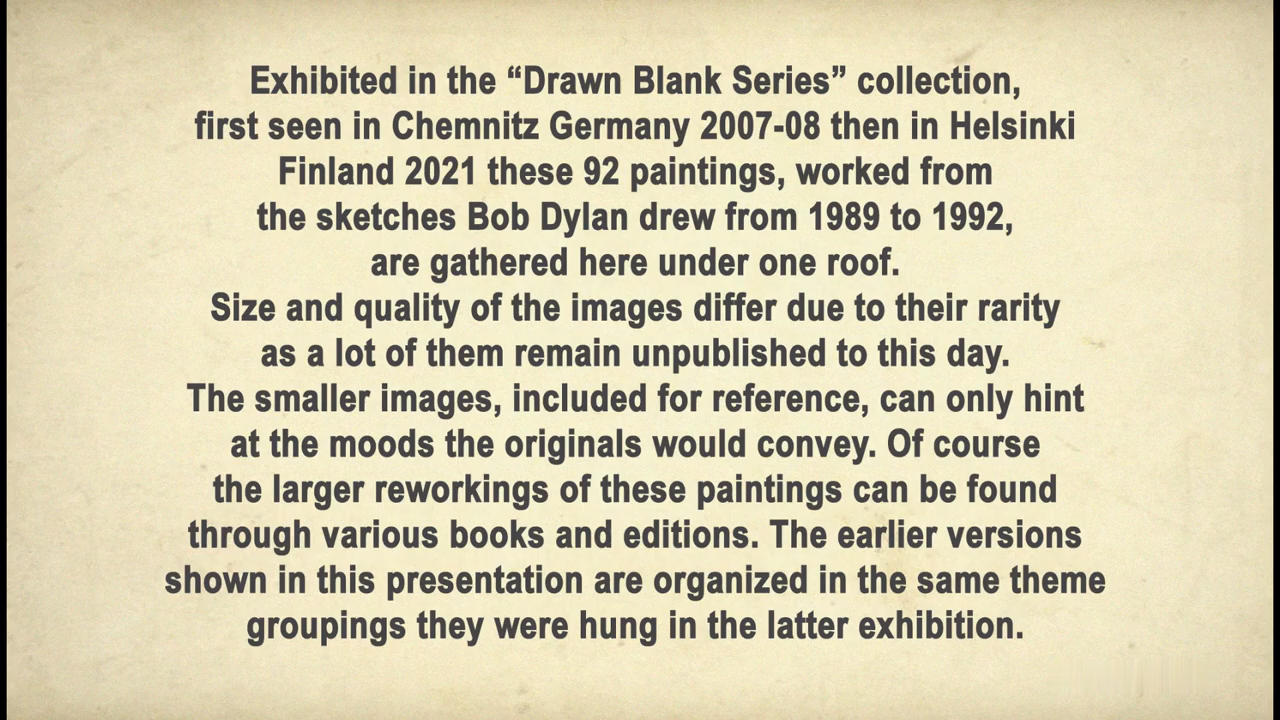 Exhibited in the “Drawn Blank Series” collection,
first seen in Chemnitz Germany 2007-08 then in Helsinki
Finland 2021 these 92 paintings, worked from
the sketches Bob Dylan drew from 1989 to 1992,
are gathered here under one roof.
Size and quality of the images differ due to their rarity
as a lot of them remain unpublished to this day.
The smaller images, included for reference, can only hint
at the moods the originals would convey. Of course
the larger reworkings of these paintings can be found
through various books and editions. The earlier versions
shown in this presentation are organized in the same theme
groupings they were hung in the latter exhibition.